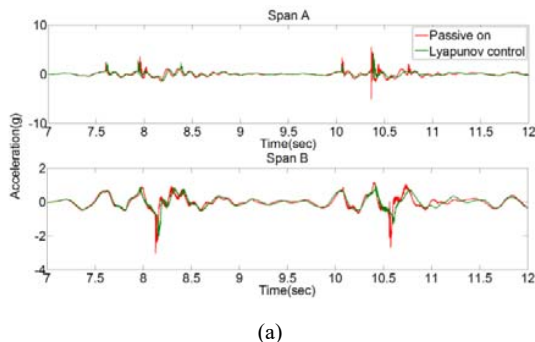 Span A
10
Passive on
Lyapunov control
0
-10
7 7.5 8 8.5 9 9.5 10 10.5 11 11.5 12
Time(sec)
Acceleration(g)
Span B
2
0
-2
-4
7 7.5 8 8.5 9 9.5 10 10.5 11 11.5 12
Time(sec)
(a)